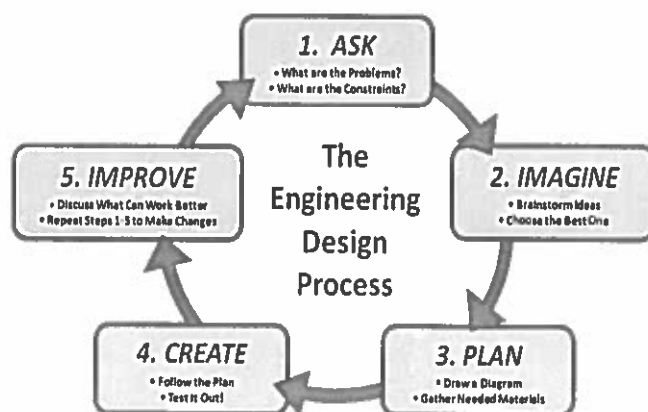 1. ASK
• What are the Problems?
• What are the Constraints?
2. IMAGINE
• Brainstorm Ideas
• Choose the Best One
3. PLAN
• Draw a Diagram
• Gather Needed Materials
4. CREATE
• Follow the Plan
• Test It Out!
5. IMPROVE
• Discuss What Can Work Better
• Repeat Steps 1-5 to Make Changes
The
Engineering
Design
Process